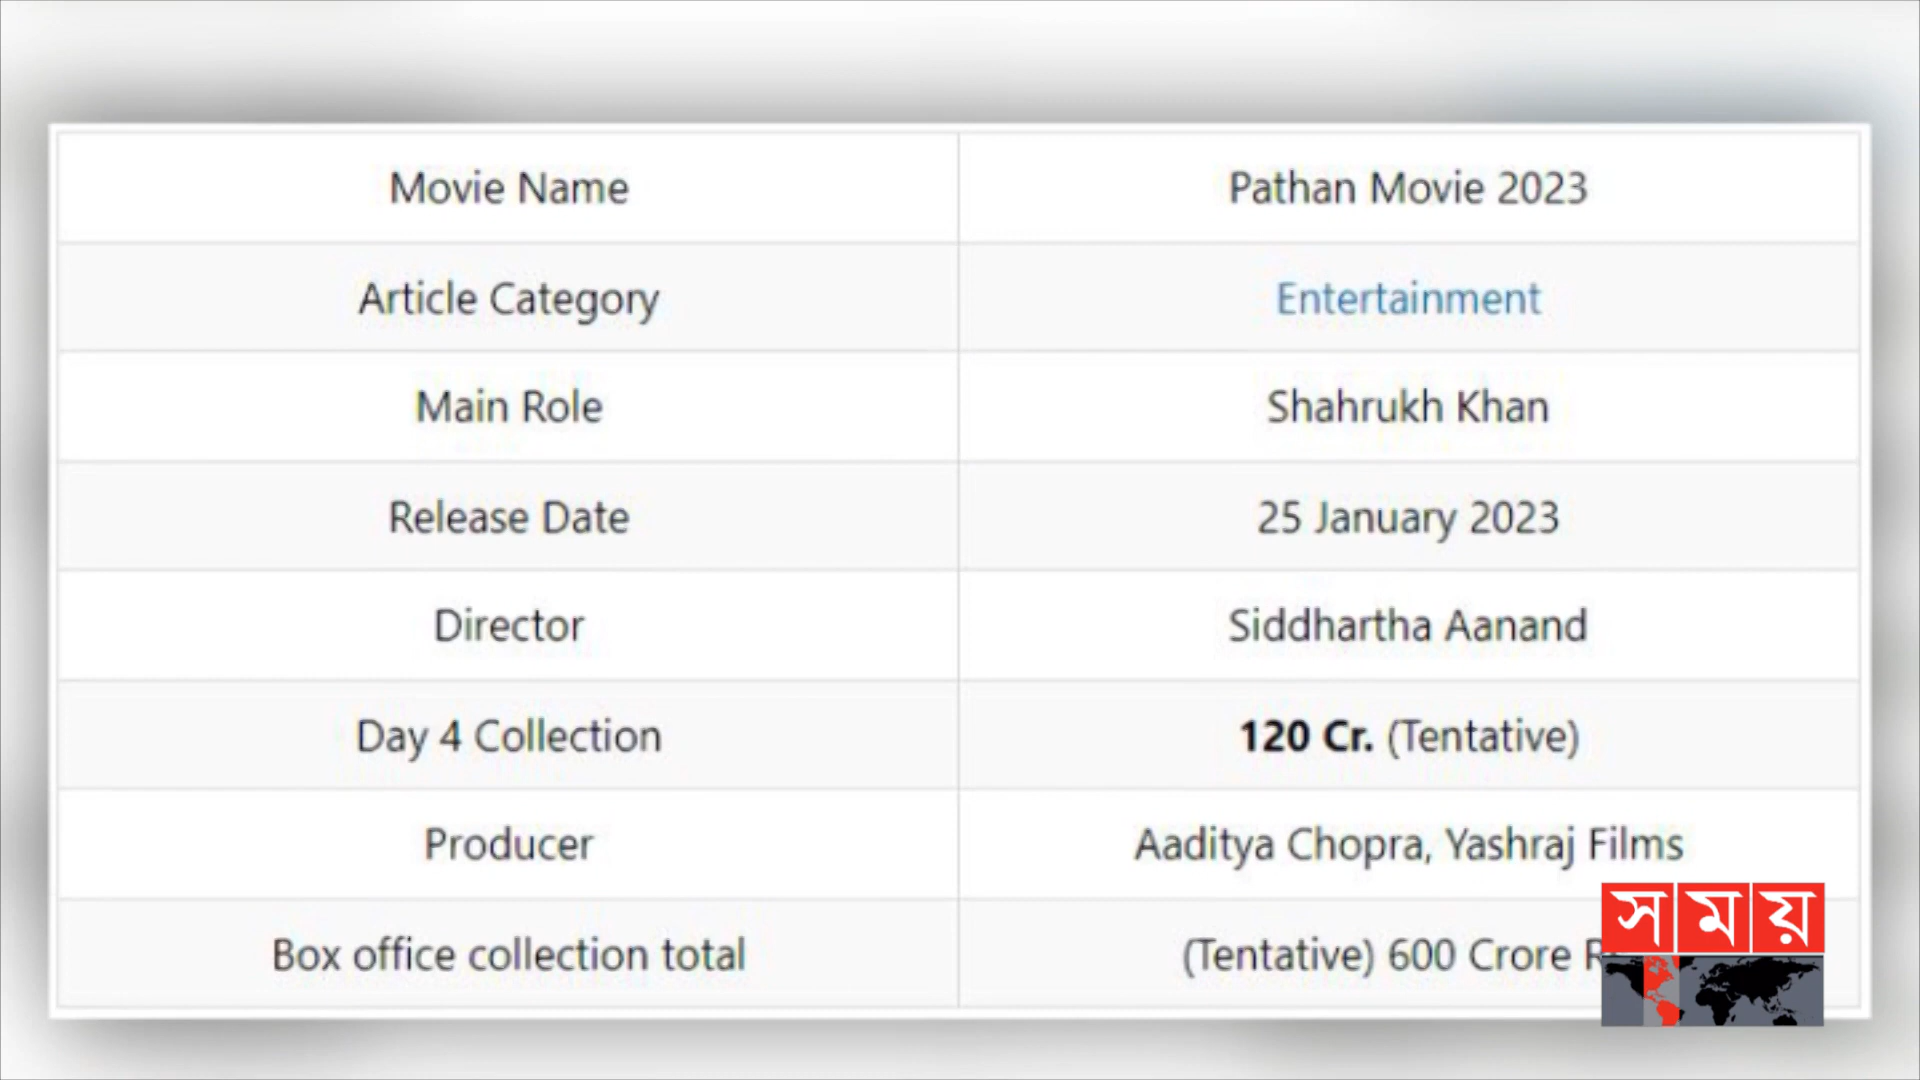 Movie Name Pathan Movie 2023
Article Category Entertainment
Main Role Shahrukh Khan
Release Date 25 January 2023
Director Siddhartha Aanand
Day 4 Collection 120 Cr. (Tentative)
Producer Aaditya Chopra, Yashraj Films
Box office collection total (Tentative) 600 Crore
সময়